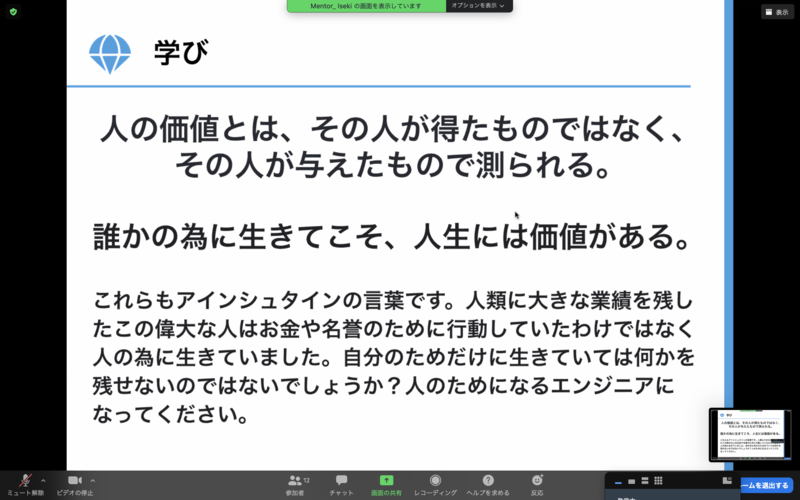 Mentor_ Iseki の画面を表示しています
オプションを表示
表示
学び
人の価値とは、その人が得たものではなく、
その人が与えたもので測られる。
誰かの為に生きてこそ、人生には価値がある。
これらもアインシュタインの言葉です。人類に大きな業績を残し
たこの偉大な人はお金や名誉のために行動していたわけではなく
人の為に生きていました。自分のためだけに生きていては何かを
残せないのではないでしょうか？人のためになるエンジニアに
なってください。
ミュート解除
ビデオの停止
参加者
12
チャット
画面の共有
レコーディング
ヘルプを求める
反応
ームを退出する